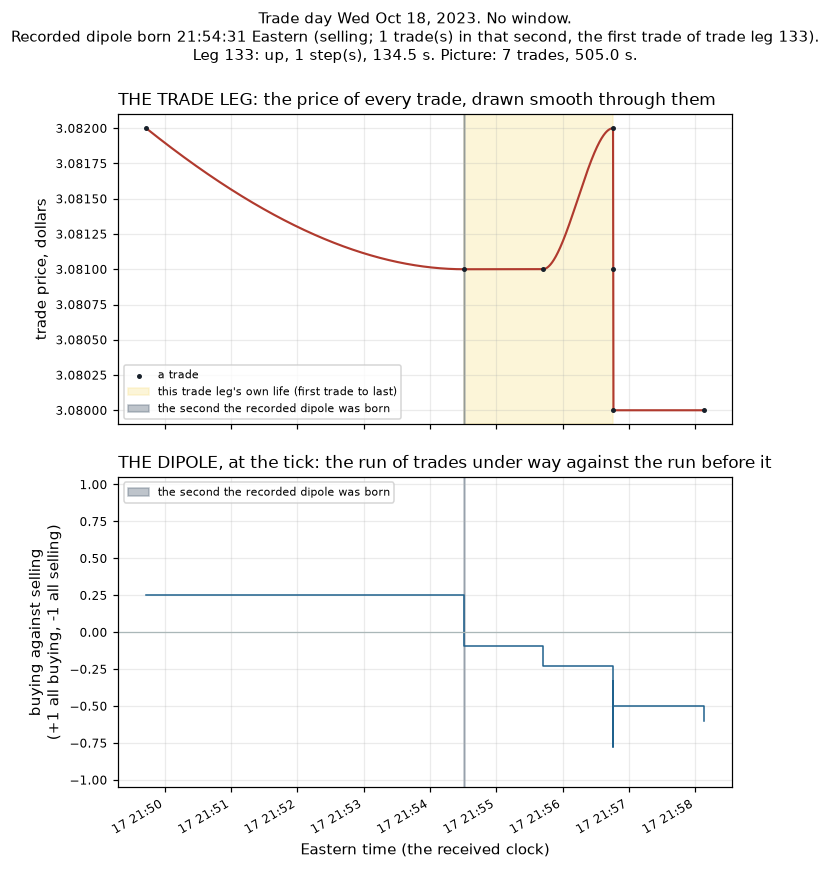 Trade day Wed Oct 18, 2023. No window.
Recorded dipole born 21:54:31 Eastern (selling; 1 trade(s) in that second, the first trade of trade leg 133).
Leg 133: up, 1 step(s), 134.5 s. Picture: 7 trades, 505.0 s.
THE TRADE LEG: the price of every trade, drawn smooth through them
trade price, dollars
3.08200
3.08175
3.08150
3.08125
3.08100
3.08075
3.08050
3.08025
3.08000
a trade
this trade leg's own life (first trade to last)
the second the recorded dipole was born
THE DIPOLE, at the tick: the run of trades under way against the run before it
buying against selling
(+1 all buying, -1 all selling)
1.00
0.75
0.50
0.25
0.00
−0.25
−0.50
−0.75
−1.00
the second the recorded dipole was born
17 21:50
17 21:51
17 21:52
17 21:53
17 21:54
17 21:55
17 21:56
17 21:57
17 21:58
Eastern time (the received clock)